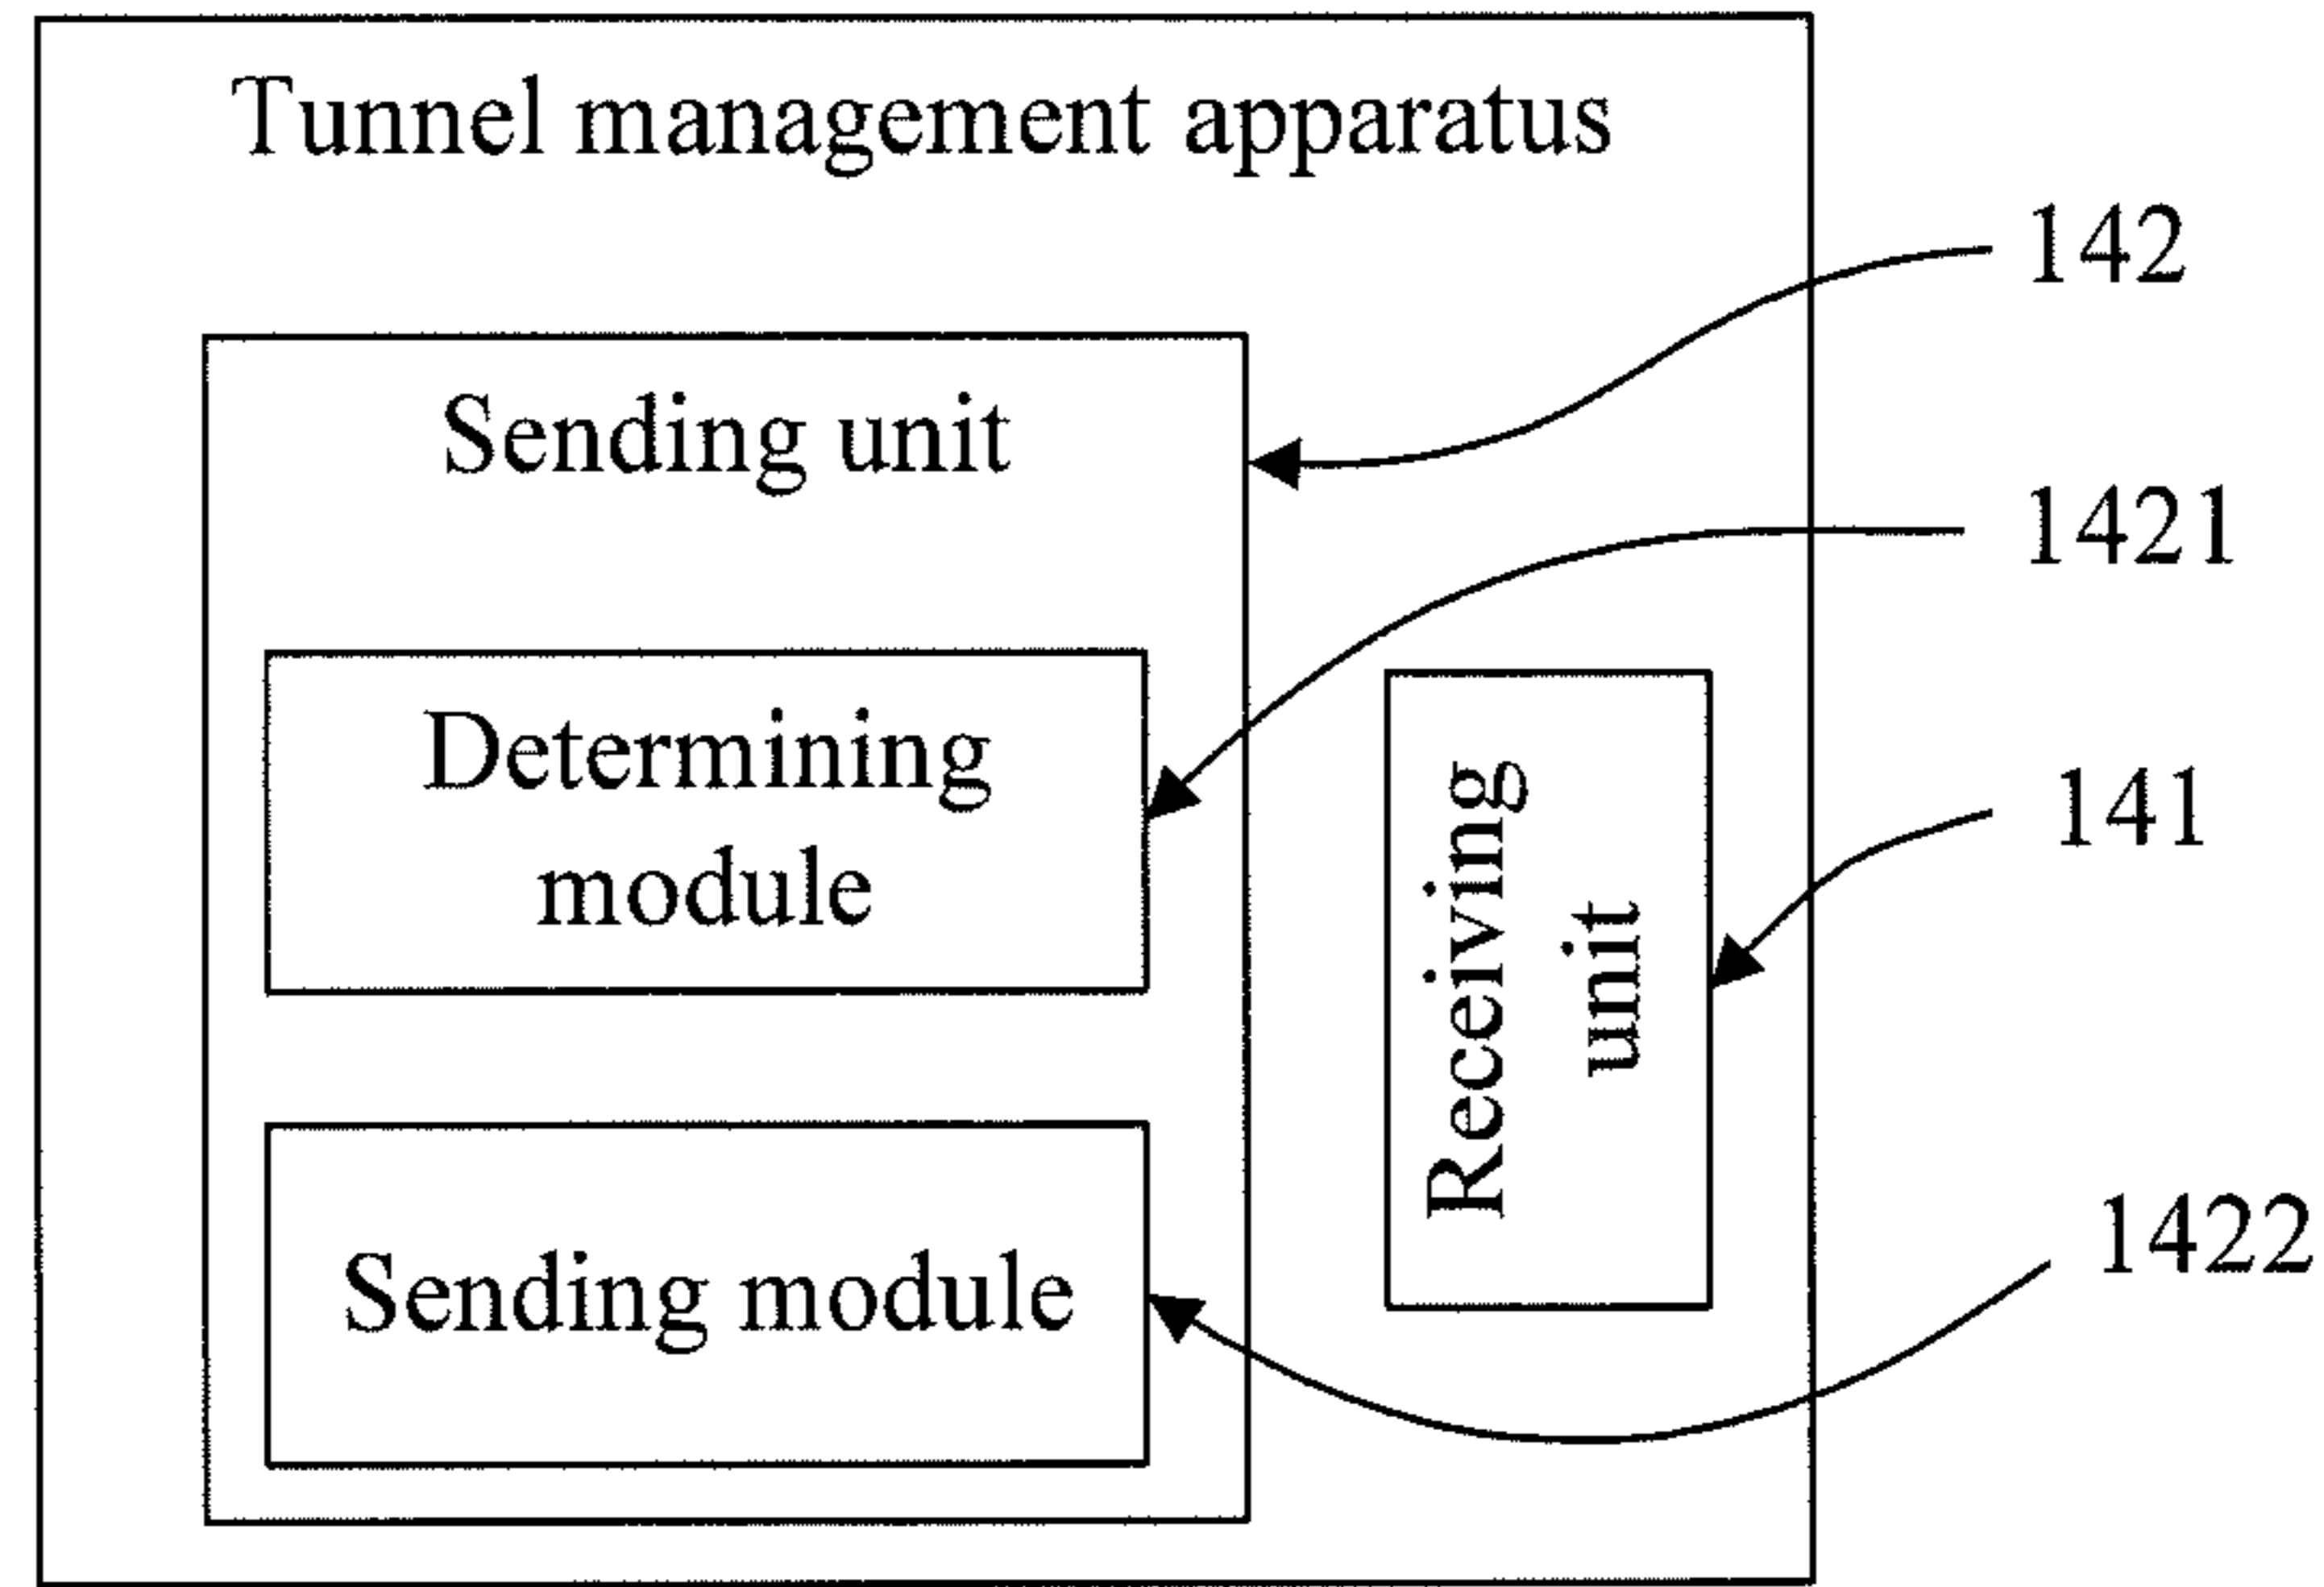 Tunnel management apparatus
142
Sending unit
1421
Determining
module
Receiving
unit
141
Sending module
1422